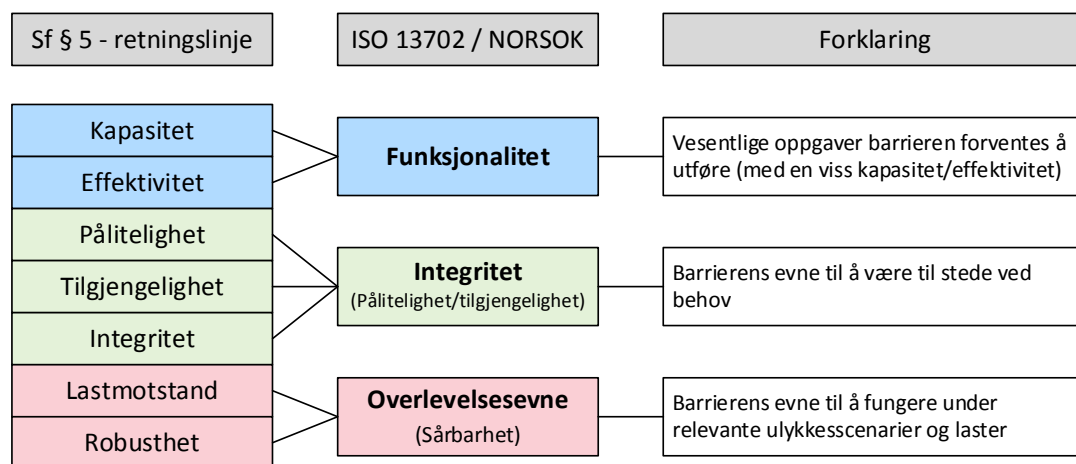 Sf § 5 - retningslinje
ISO 13702 / NORSOK
Forklaring
Kapasitet
Effektivitet
Pålitelighet
Tilgjengelighet
Integritet
Lastmotstand
Robusthet
Funksjonalitet
Integritet
(Pålitelighet/tilgjengelighet)
Overlevelsesevne
(Sårbarhet)
Vesentlige oppgaver barrieren forventes å
utføre (med en viss kapasitet/effektivitet)
Barrierens evne til å være til stede ved
behov
Barrierens evne til å fungere under
relevante ulykkesscenarier og laster